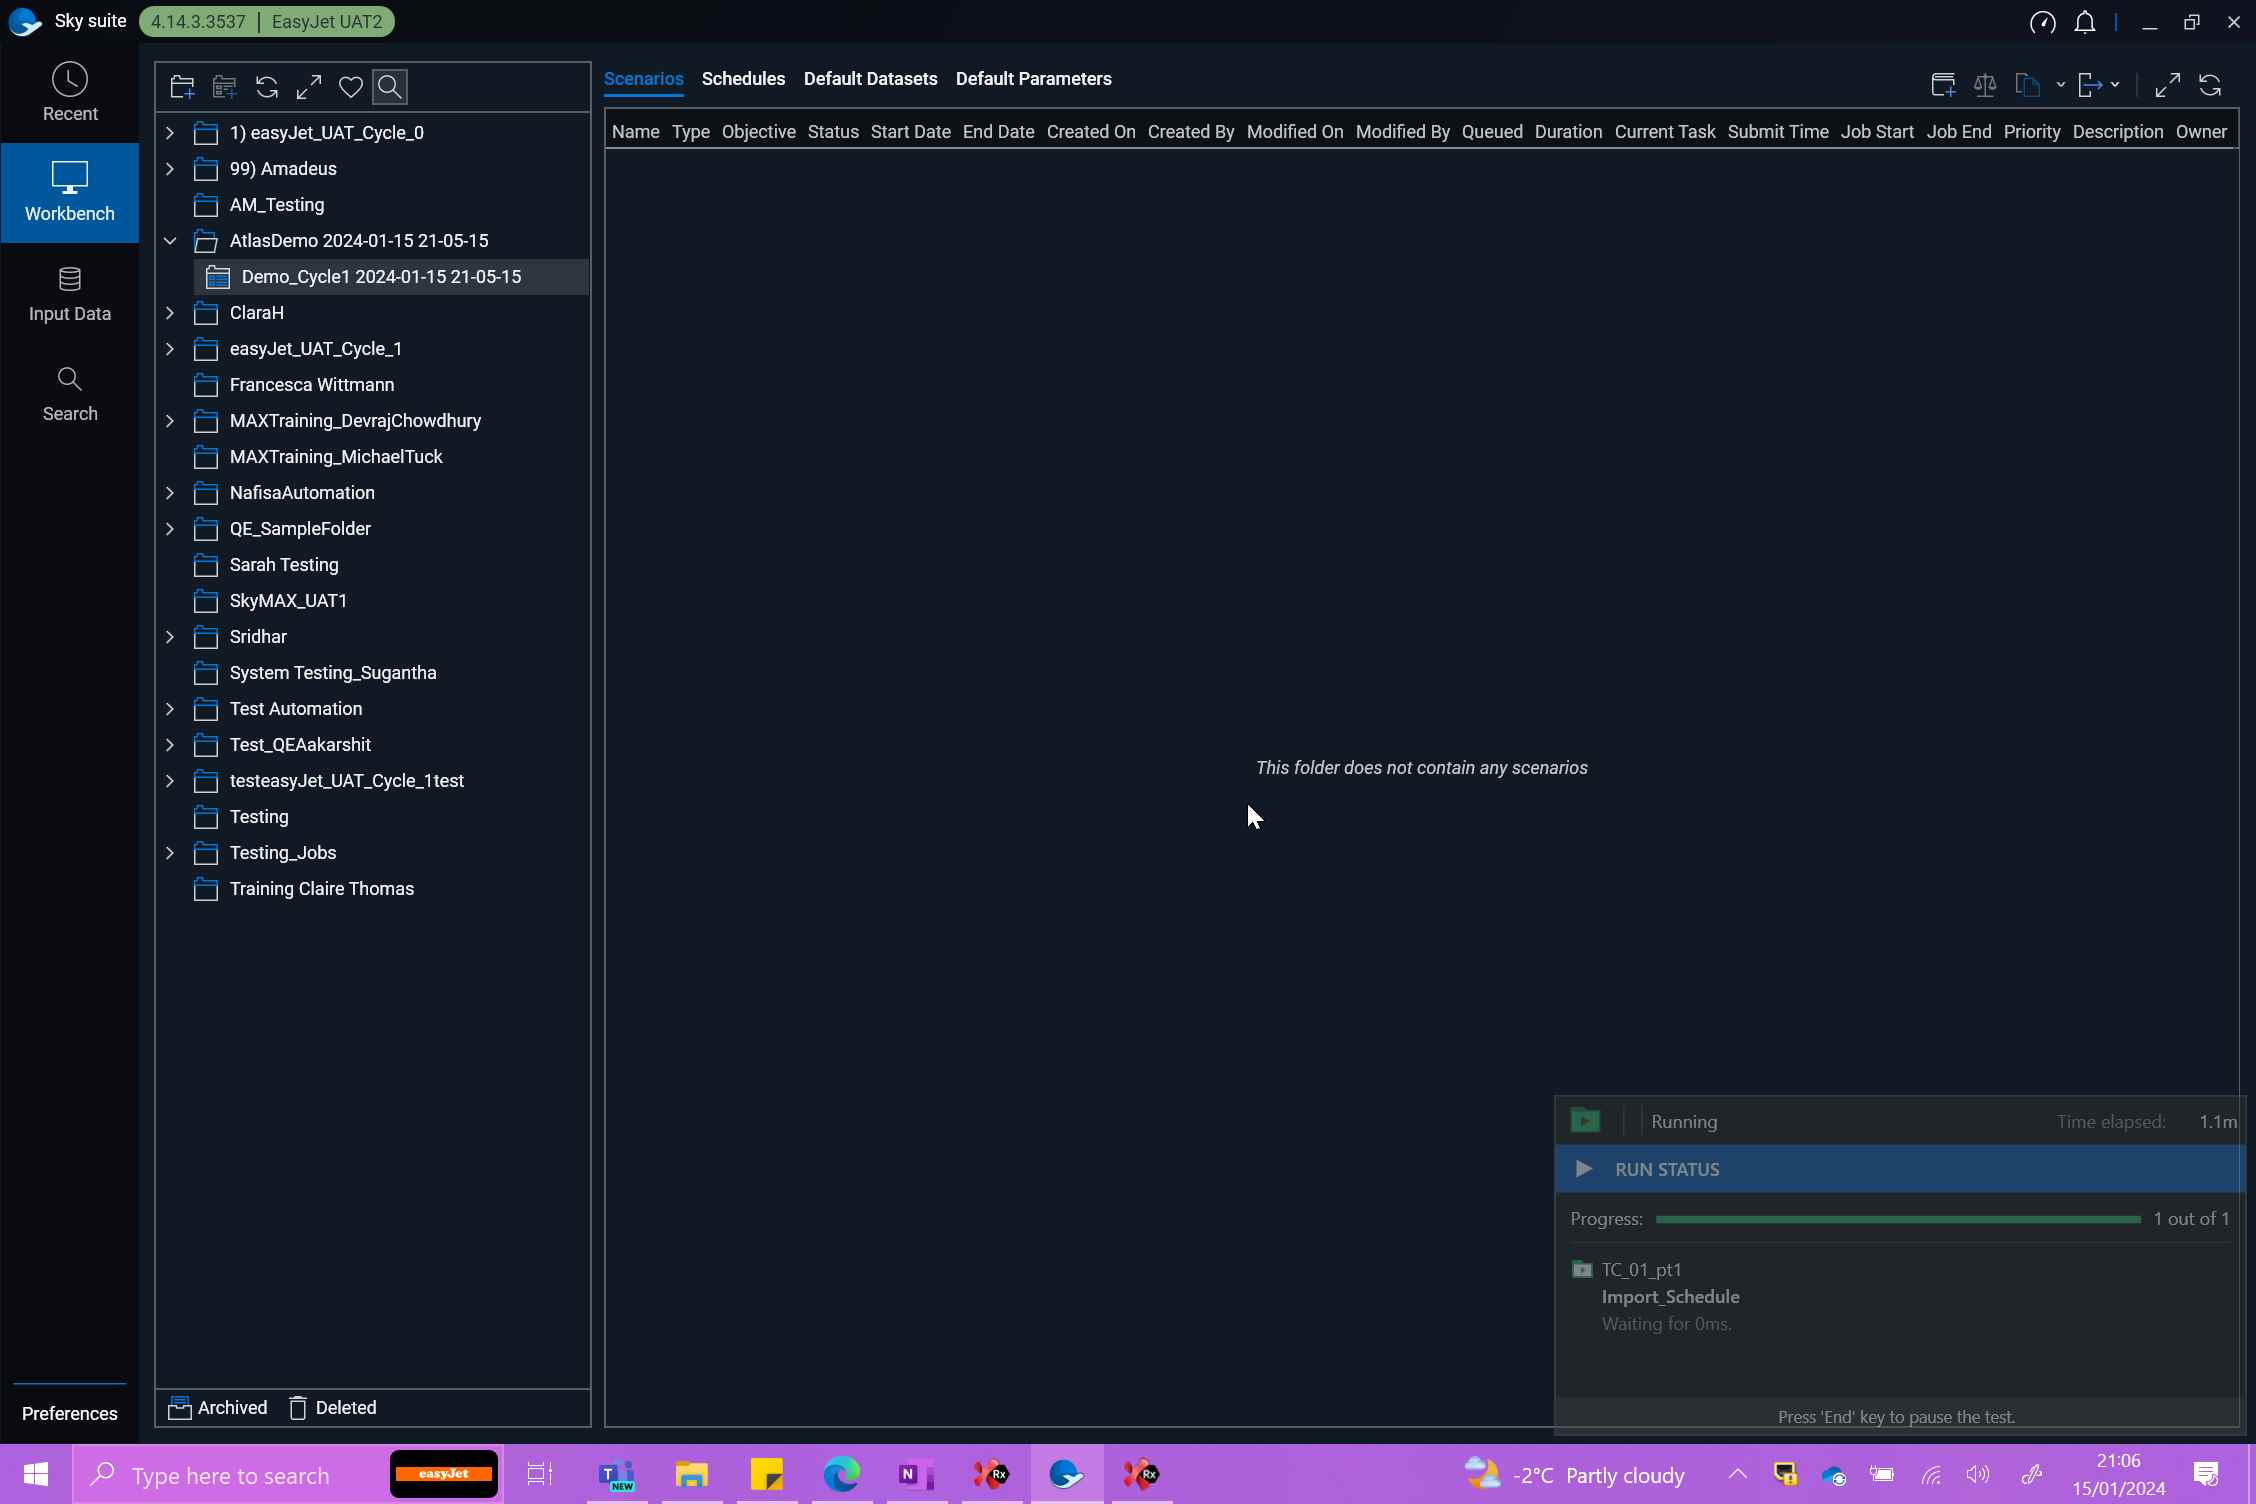 Sky suite 4.14.3.3537 | EasyJet UAT2
Recent
Workbench
Input Data
Search
Preferences
1) easyJet_UAT_Cycle_0
99) Amadeus
AM_Testing
AtlasDemo 2024-01-15 21-05-15
Demo_Cycle1 2024-01-15 21-05-15
ClaraH
easyJet_UAT_Cycle_1
Francesca Wittmann
MAXTraining_DevrajChowdhury
MAXTraining_MichaelTuck
NafisaAutomation
QE_SampleFolder
Sarah Testing
SkyMAX_UAT1
Sridhar
System Testing_Sugantha
Test Automation
Test_QEAakarshit
testeasyJet_UAT_Cycle_1test
Testing
Testing_Jobs
Training Claire Thomas
Archived Deleted
Scenarios Schedules Default Datasets Default Parameters
Name Type Objective Status Start Date End Date Created On Created By Modified On Modified By Queued Duration Current Task Submit Time Job Start Job End Priority Description Owner
This folder does not contain any scenarios
Running Time elapsed: 1.1m
RUN STATUS
Progress: 1 out of 1
TC_01_pt1
Import_Schedule
Waiting for 0ms.
Press 'End' key to pause the test.
Type here to search
easyJet
T
NEW
N
Rx
Rx
-2°C Partly cloudy
21:06
15/01/2024